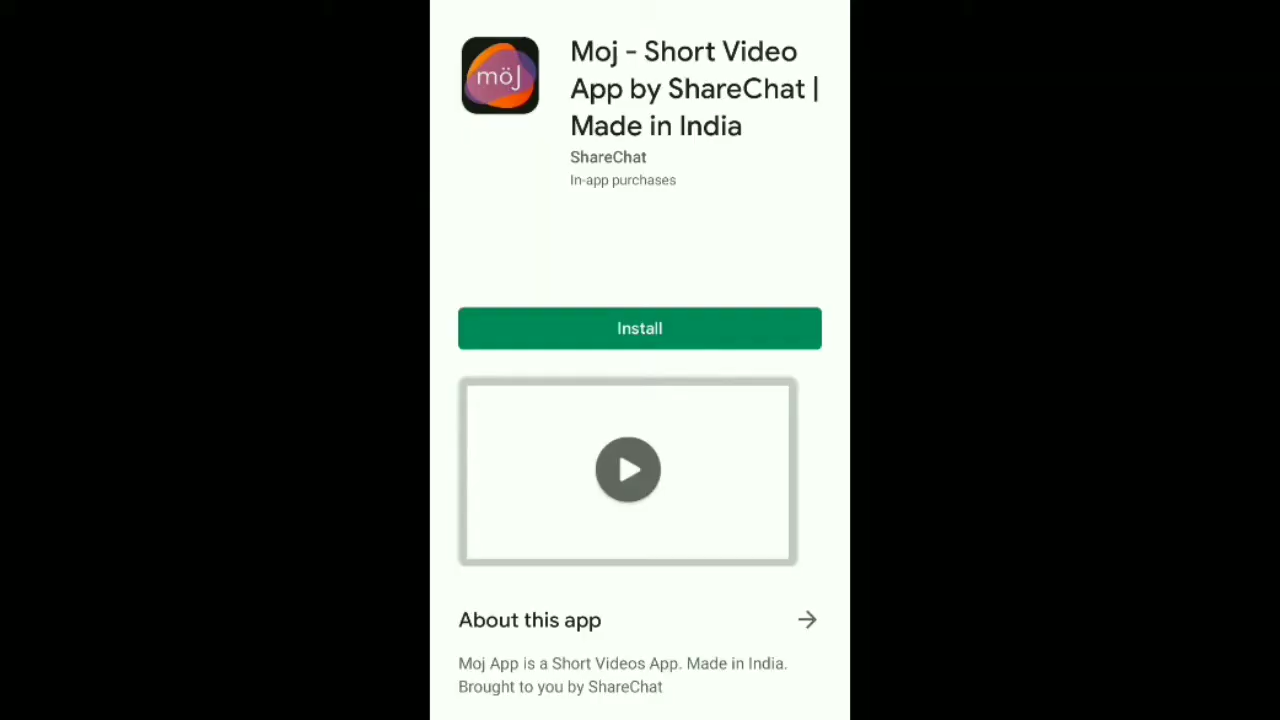 möj
Moj - Short Video
App by ShareChat |
Made in India
ShareChat
In-app purchases
Install
About this app
Moj App is a Short Videos App. Made in India.
Brought to you by ShareChat